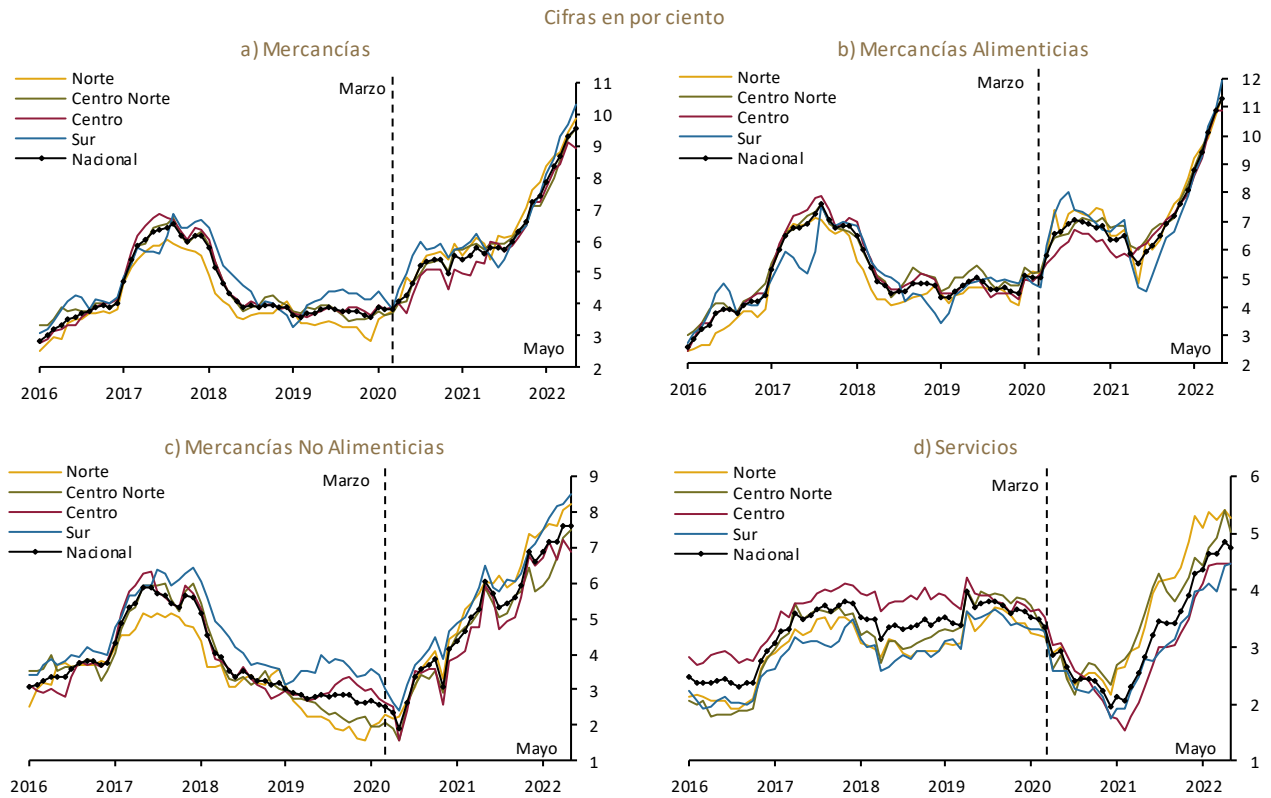 Cifras en por ciento
a) Mercancías
Norte
Centro Norte
Centro
Sur
Nacional
Marzo
11
10
9
8
7
6
5
4
3
2
Mayo
2016 2017 2018 2019 2020 2021 2022
b) Mercancías Alimenticias
Norte
Centro Norte
Centro
Sur
Nacional
Marzo
12
11
10
9
8
7
6
5
4
3
2
Mayo
2016 2017 2018 2019 2020 2021 2022
c) Mercancías No Alimenticias
Norte
Centro Norte
Centro
Sur
Nacional
Marzo
9
8
7
6
5
4
3
2
1
Mayo
2016 2017 2018 2019 2020 2021 2022
d) Servicios
Norte
Centro Norte
Centro
Sur
Nacional
Marzo
6
5
4
3
2
1
Mayo
2016 2017 2018 2019 2020 2021 2022